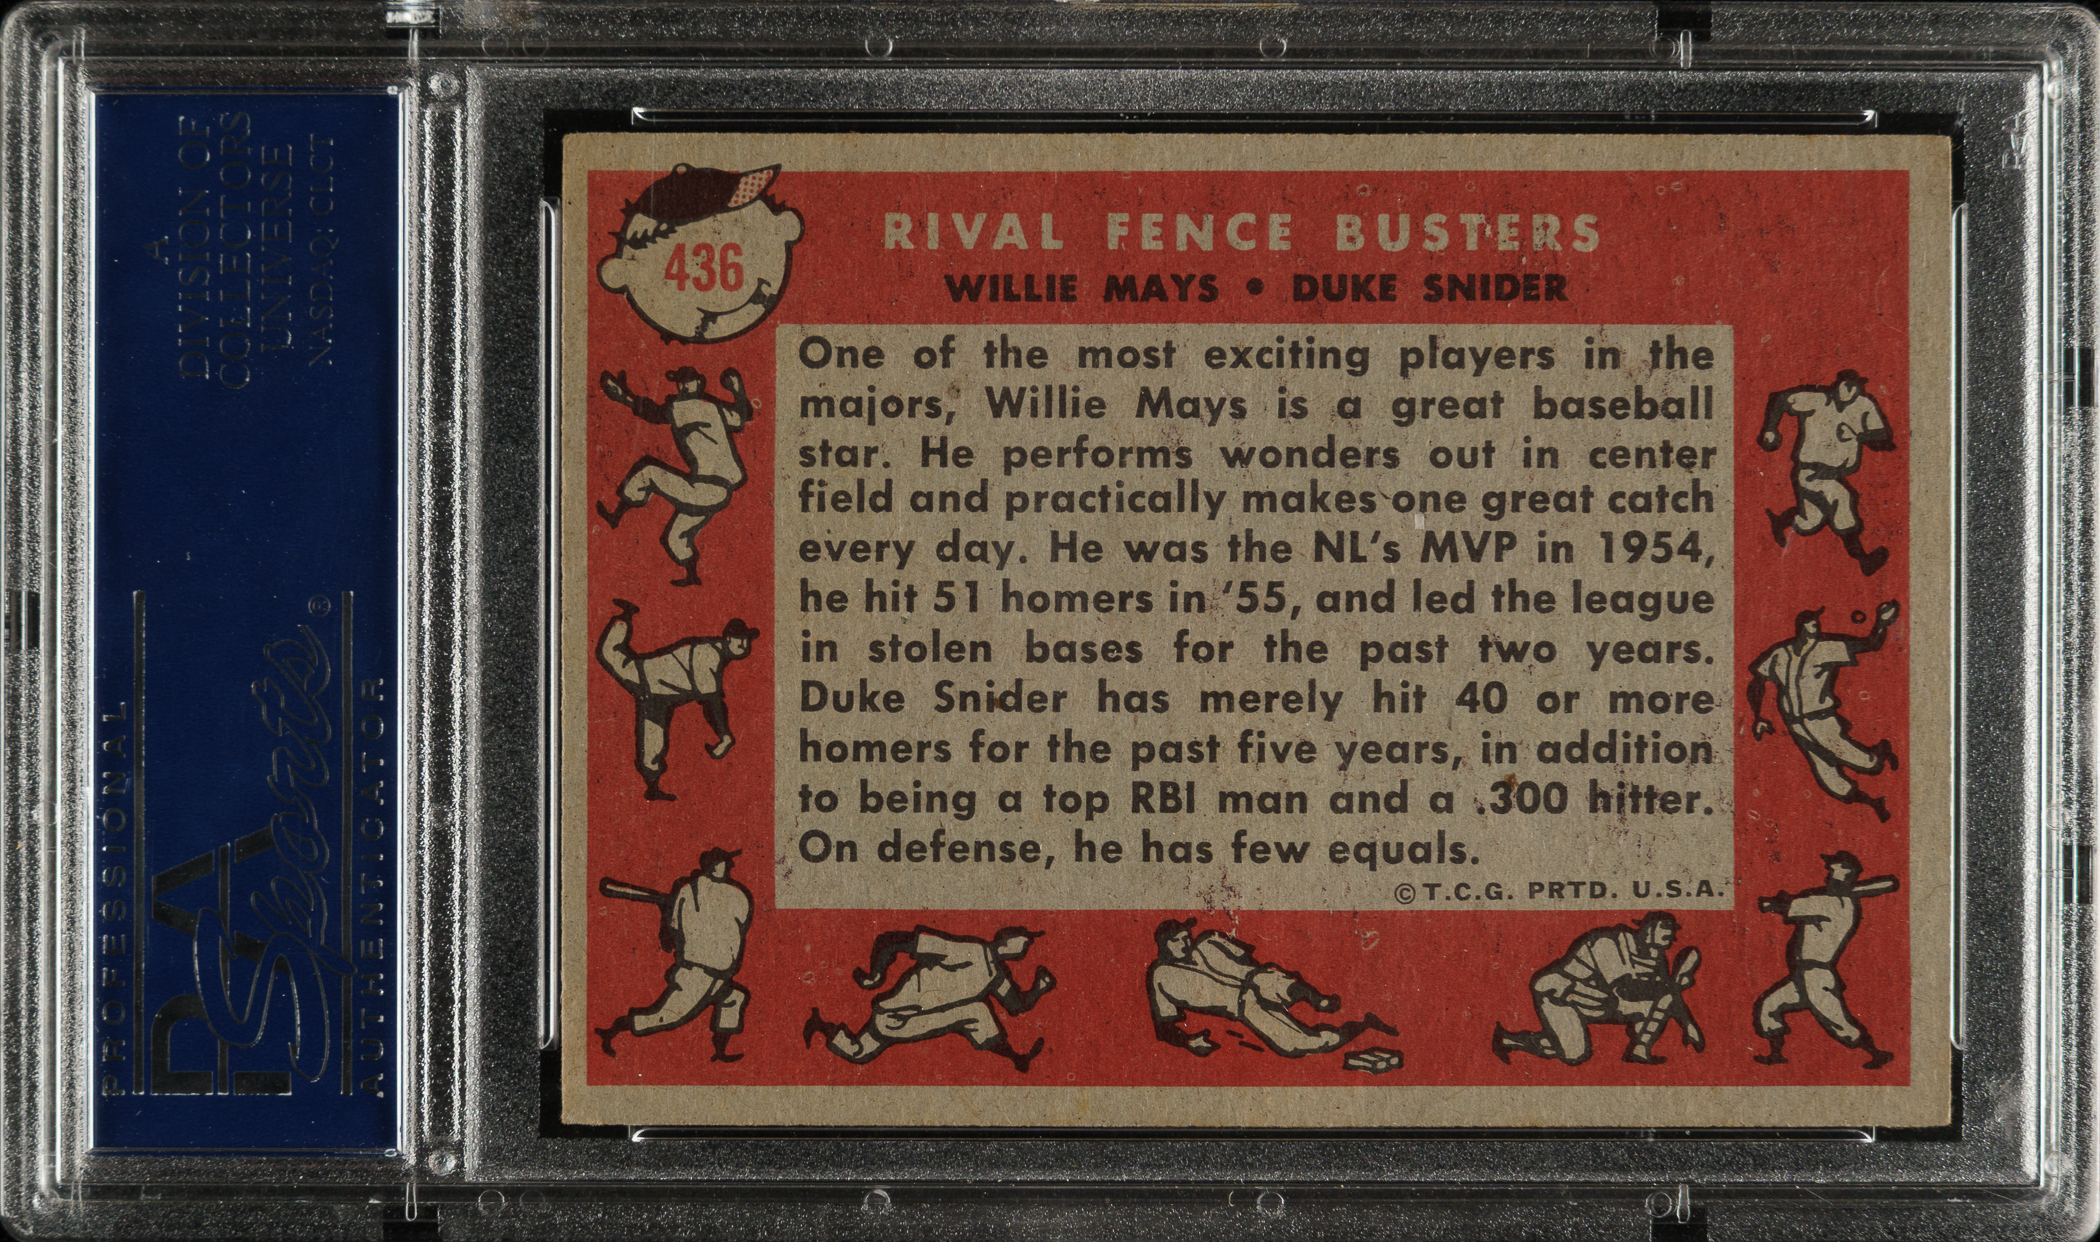 A
DIVISION OF
COLLECTORS
UNIVERSE
NASDAQ: CLCT
PROFESSIONAL
PSA
Sports®
AUTHENTICATOR
436
RIVAL FENCE BUSTERS
WILLIE MAYS • DUKE SNIDER
One of the most exciting players in the
majors, Willie Mays is a great baseball
star. He performs wonders out in center
field and practically makes one great catch
every day. He was the NL's MVP in 1954,
he hit 51 homers in '55, and led the league
in stolen bases for the past two years.
Duke Snider has merely hit 40 or more
homers for the past five years, in addition
to being a top RBI man and a .300 hitter.
On defense, he has few equals.
© T.C.G. PRTD. U.S.A.